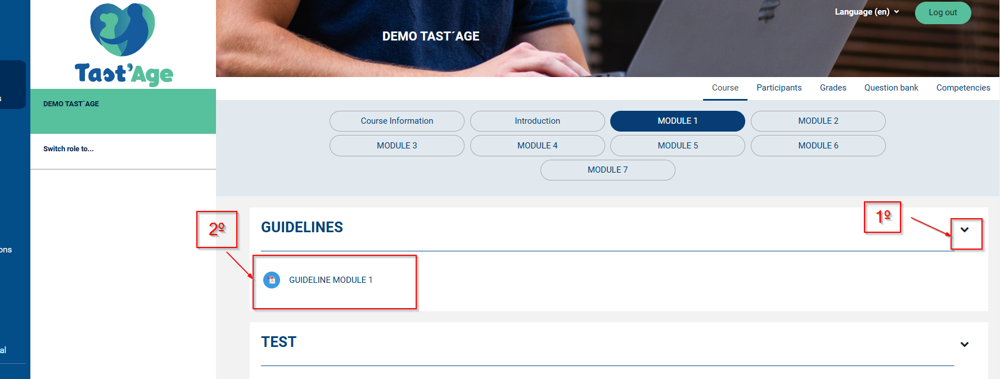 Tast'Age
DEMO TAST´AGE
Language (en)
Log out
DEMO TAST´AGE
Switch role to...
Course
Participants
Grades
Question bank
Competencies
Course Information
Introduction
MODULE 1
MODULE 2
MODULE 3
MODULE 4
MODULE 5
MODULE 6
MODULE 7
GUIDELINES
1º
2º
GUIDELINE MODULE 1
TEST